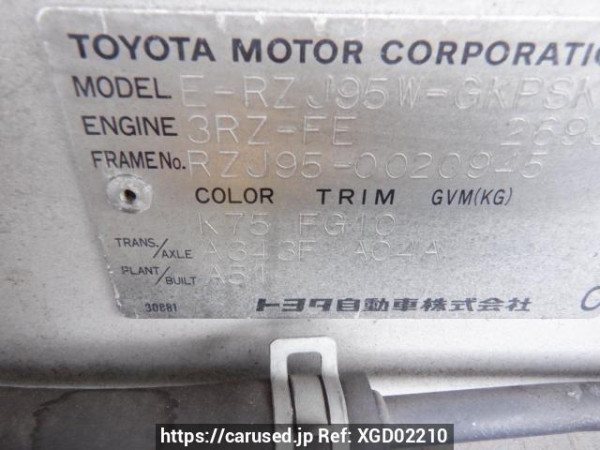 TOYOTA MOTOR CORPORATIO
MODEL E-RZJ95W-GKPSK
ENGINE 3RZ-FE 2693
FRAME No. RZJ95-0020945
COLOR TRIM GVM(KG)
K75 FG1C
TRANS./AXLE A343F A04A
PLANT/BUILT
30881 トヨタ自動車株式会社
https://carused.jp Ref: XGD02210